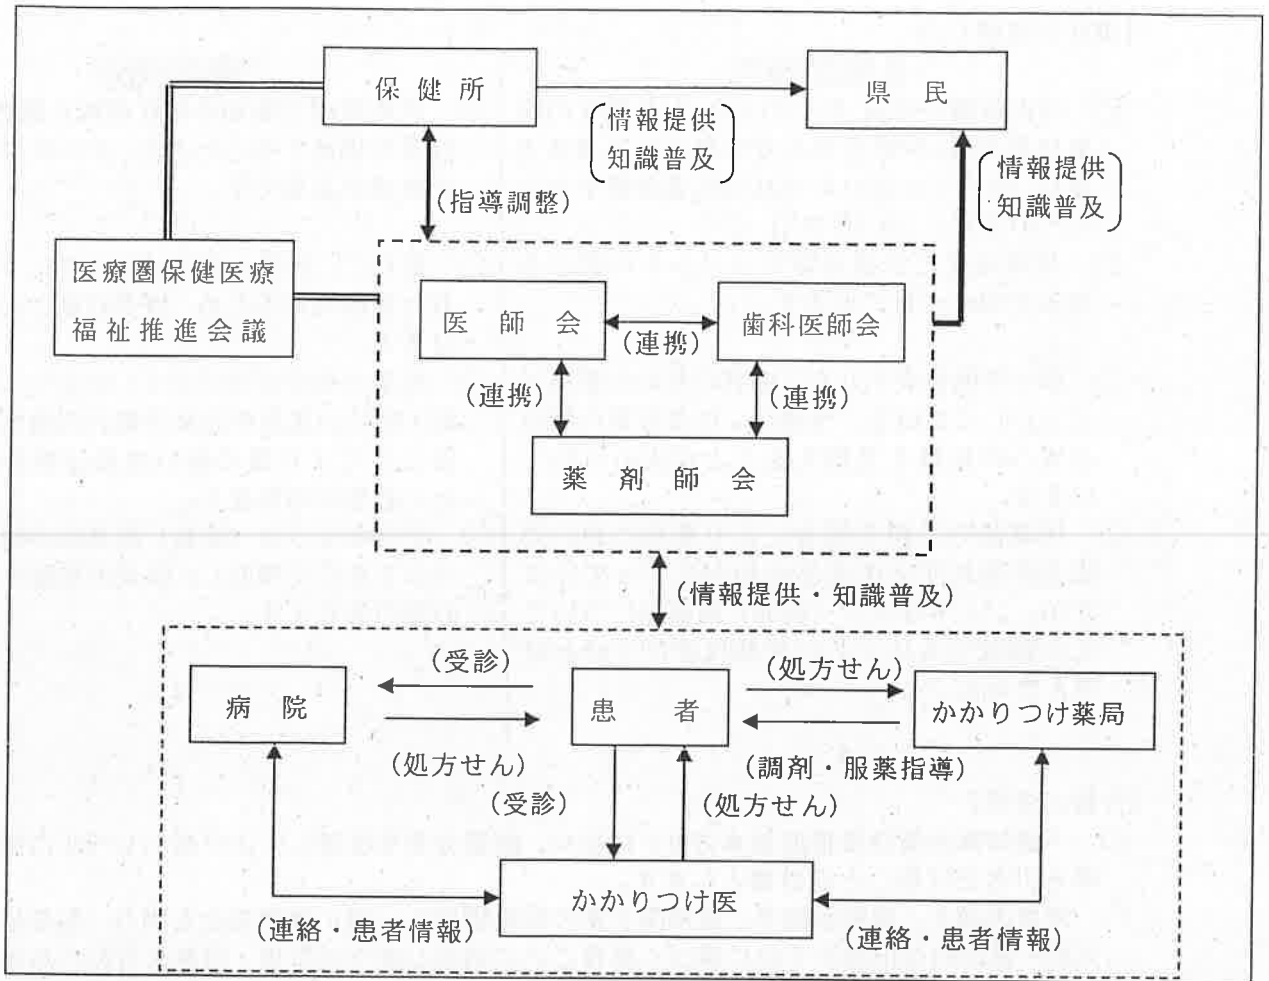 保健所
県民
情報提供
知識普及
情報提供
知識普及
(指導調整)
医療圏保健医療
福祉推進会議
医師会
歯科医師会
(連携)
(連携)
(連携)
薬剤師会
(情報提供・知識普及)
(受診)
(処方せん)
病院
患者
かかりつけ薬局
(処方せん)
(調剤・服薬指導)
(受診)
(処方せん)
かかりつけ医
(連絡・患者情報)
(連絡・患者情報)